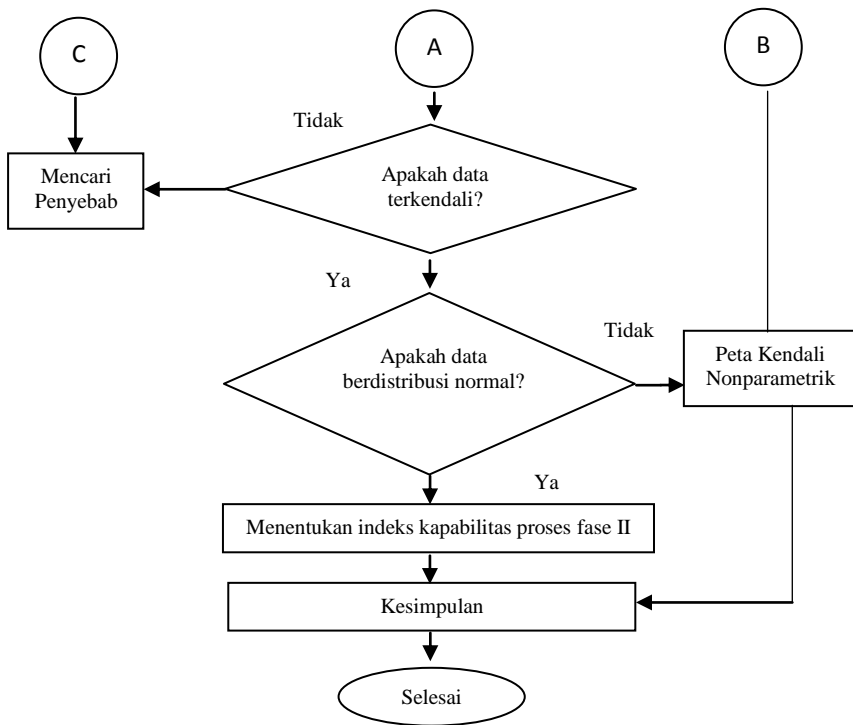 C
A
B
Tidak
Mencari
Penyebab
Apakah data
terkendali?
Ya
Tidak
Apakah data
berdistribusi normal?
Peta Kendali
Nonparametrik
Ya
Menentukan indeks kapabilitas proses fase II
Kesimpulan
Selesai